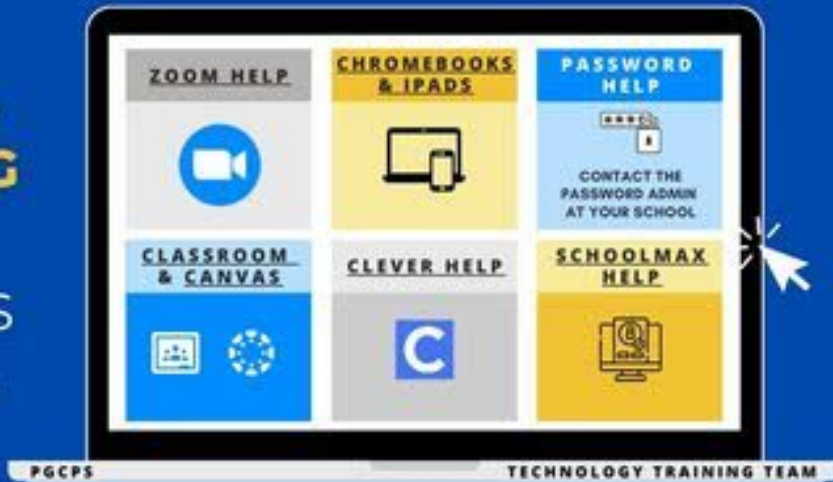 G
S
ZOOM HELP
CHROMEBOOKS
& IPADS
PASSWORD
HELP
CONTACT THE
PASSWORD ADMIN
AT YOUR SCHOOL
CLASSROOM
& CANVAS
CLEVER HELP
SCHOOLMAX
HELP
C
PGCPS
TECHNOLOGY TRAINING TEAM